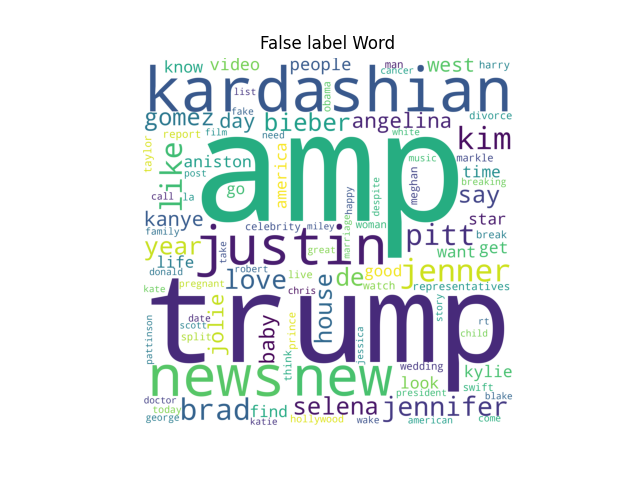 False label Word
know video people man cancer west harry
kardashian
list fake obama
gomez day bieber angelina divorce
taylor report film need white kim
like aniston america music markle
post go despite meghan time breaking
call la happy say
kanye amp star
family celebrity miley marriage woman pitt want get break
year justin take great
life donald robert live de good jenner
kate pregnant love house chris watch representatives
trump
date scott split jolie baby prince story rt child
pattinson think jessica
news new wedding kylie
look swift
doctor president blake
today brad find selena jennifer
george katie hollywood wake american come